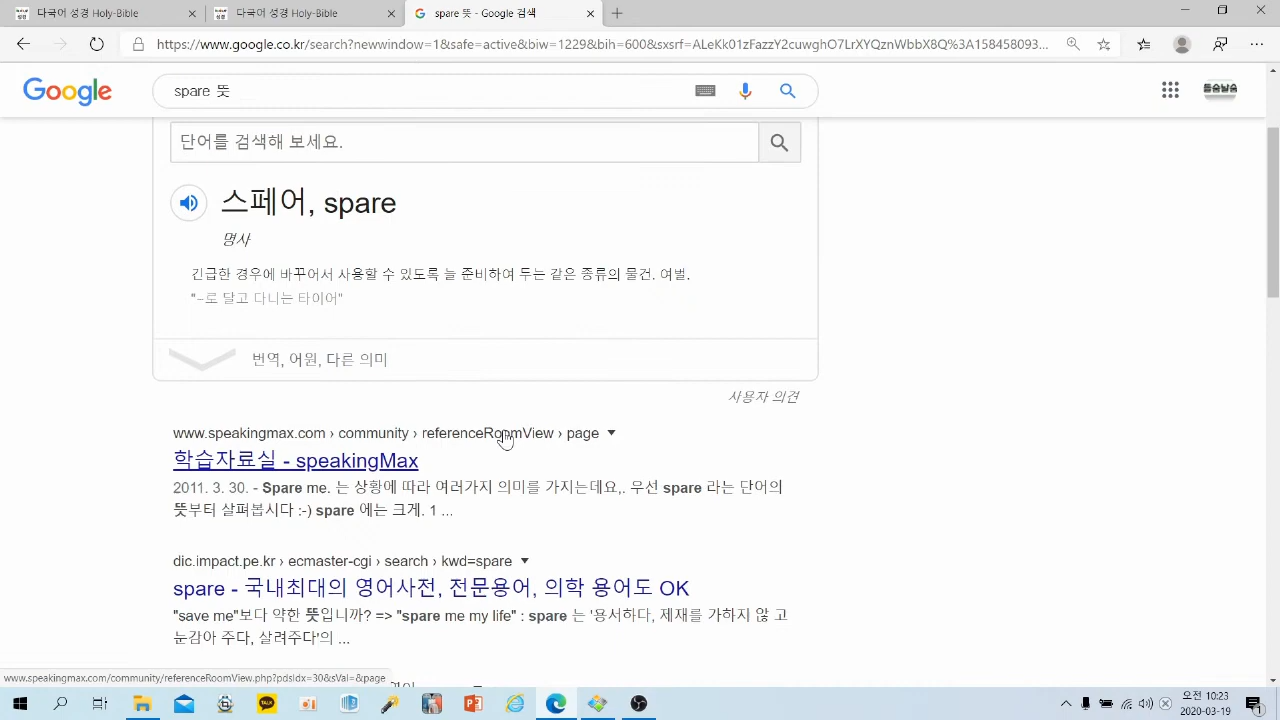 다국어 성경 Holy-Bible
다국어 성경 Holy-Bible
spare 뜻 - Google 검색
https://www.google.co.kr/search?newwindow=1&safe=active&biw=1229&bih=600&sxsrf=ALeKk01zFazzY2cuwghO7LrXYQznWbbX8Q%3A158458093...
Google
spare 뜻
들숨날숨
단어를 검색해 보세요.
스페어, spare
명사
긴급한 경우에 바꾸어서 사용할 수 있도록 늘 준비하여 두는 같은 종류의 물건. 여벌.
"–로 달고 다니는 타이어"
번역, 어원, 다른 의미
사용자 의견
www.speakingmax.com › community › referenceRoomView › page
학습자료실 - speakingMax
2011. 3. 30. - Spare me. 는 상황에 따라 여러가지 의미를 가지는데요,. 우선 spare 라는 단어의
뜻부터 살펴봅시다 :-) spare 에는 크게. 1 ...
dic.impact.pe.kr › ecmaster-cgi › search › kwd=spare
spare - 국내최대의 영어사전, 전문용어, 의학 용어도 OK
"save me"보다 약한 뜻입니까? => "spare me my life" : spare 는 '용서하다, 제재를 가하지 않 고
눈감아 주다, 살려주다'의 ...
www.speakingmax.com/community/referenceRoomView.php?pdsIdx=30&sVal=&page
TALK
오전 10:23
2020-03-19
1